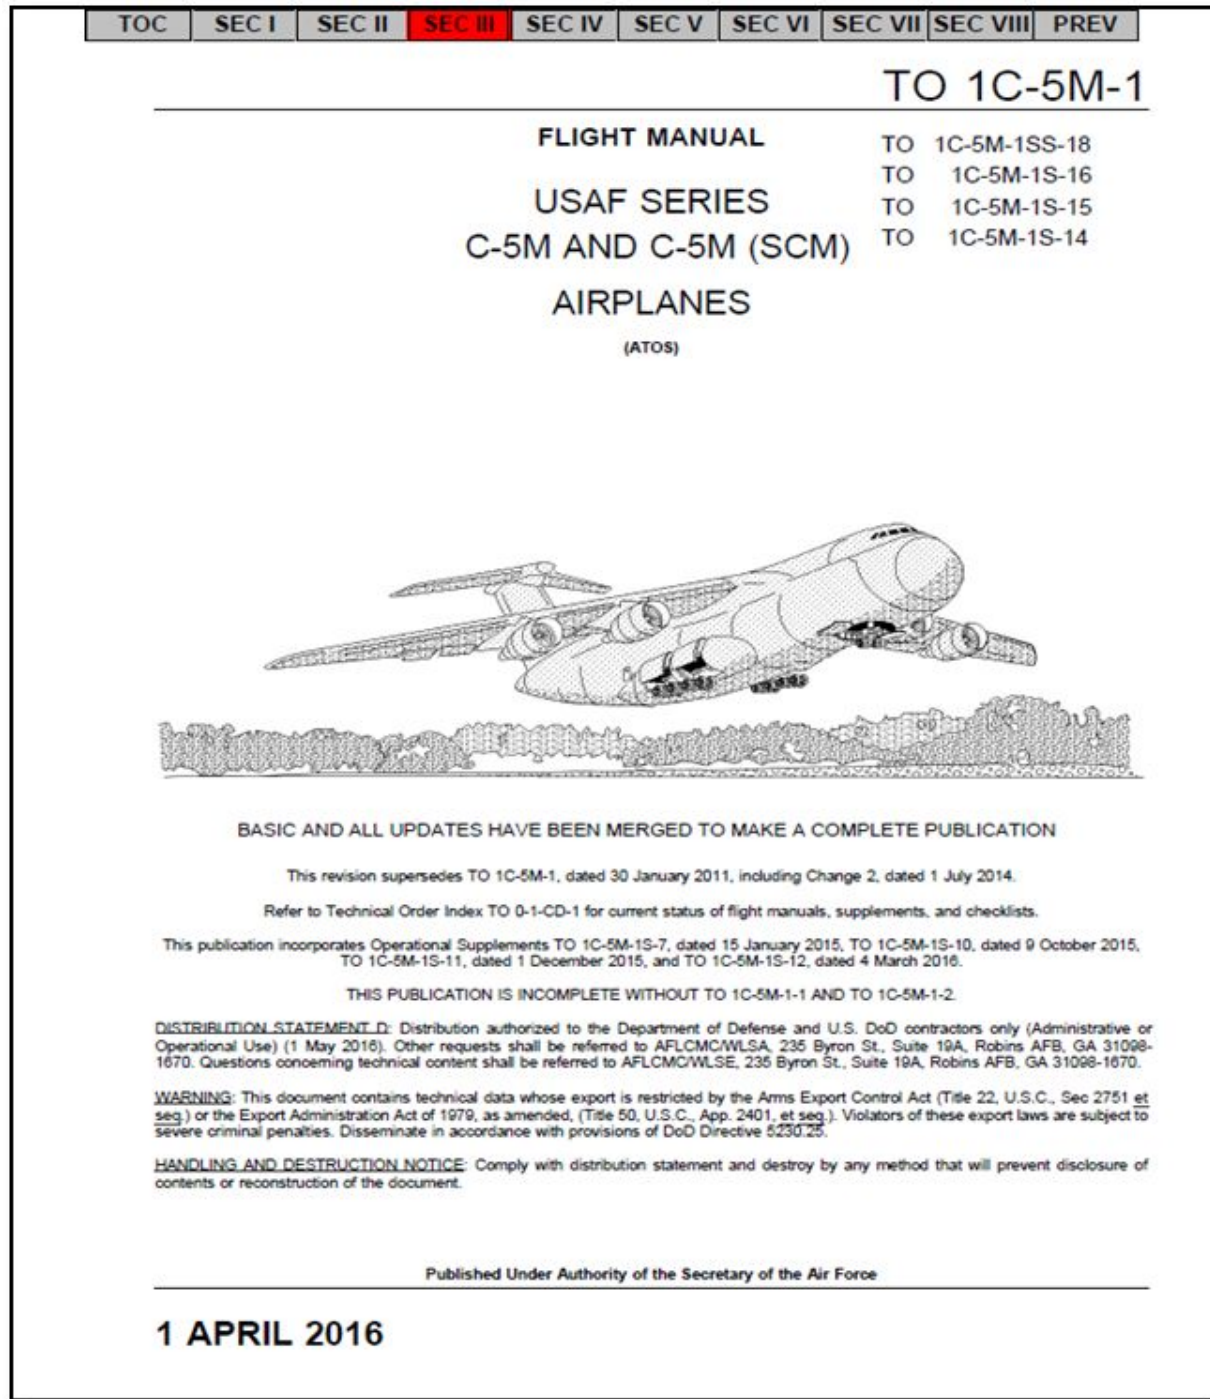 TOC SEC I SEC II SEC III SEC IV SEC V SEC VI SEC VII SEC VIII PREV
TO 1C-5M-1
FLIGHT MANUAL
USAF SERIES
C-5M AND C-5M (SCM)
AIRPLANES
(ATOS)
TO 1C-5M-1SS-18
TO 1C-5M-1S-16
TO 1C-5M-1S-15
TO 1C-5M-1S-14
BASIC AND ALL UPDATES HAVE BEEN MERGED TO MAKE A COMPLETE PUBLICATION
This revision supersedes TO 1C-5M-1, dated 30 January 2011, including Change 2, dated 1 July 2014.
Refer to Technical Order Index TO 0-1-CD-1 for current status of flight manuals, supplements, and checklists.
This publication incorporates Operational Supplements TO 1C-5M-1S-7, dated 15 January 2015, TO 1C-5M-1S-10, dated 9 October 2015,
TO 1C-5M-1S-11, dated 1 December 2015, and TO 1C-5M-1S-12, dated 4 March 2016.
THIS PUBLICATION IS INCOMPLETE WITHOUT TO 1C-5M-1-1 AND TO 1C-5M-1-2.
DISTRIBUTION STATEMENT D: Distribution authorized to the Department of Defense and U.S. DoD contractors only (Administrative or
Operational Use) (1 May 2016). Other requests shall be referred to AFLCMC/WLSA, 235 Byron St., Suite 19A, Robins AFB, GA 31098-
1670. Questions concerning technical content shall be referred to AFLCMC/WLSE, 235 Byron St., Suite 19A, Robins AFB, GA 31098-1670.
WARNING: This document contains technical data whose export is restricted by the Arms Export Control Act (Title 22, U.S.C., Sec 2751 et
seq.) or the Export Administration Act of 1979, as amended, (Title 50, U.S.C., App. 2401, et seq.). Violators of these export laws are subject to
severe criminal penalties. Disseminate in accordance with provisions of DoD Directive 5230.25.
HANDLING AND DESTRUCTION NOTICE: Comply with distribution statement and destroy by any method that will prevent disclosure of
contents or reconstruction of the document.
Published Under Authority of the Secretary of the Air Force
1 APRIL 2016